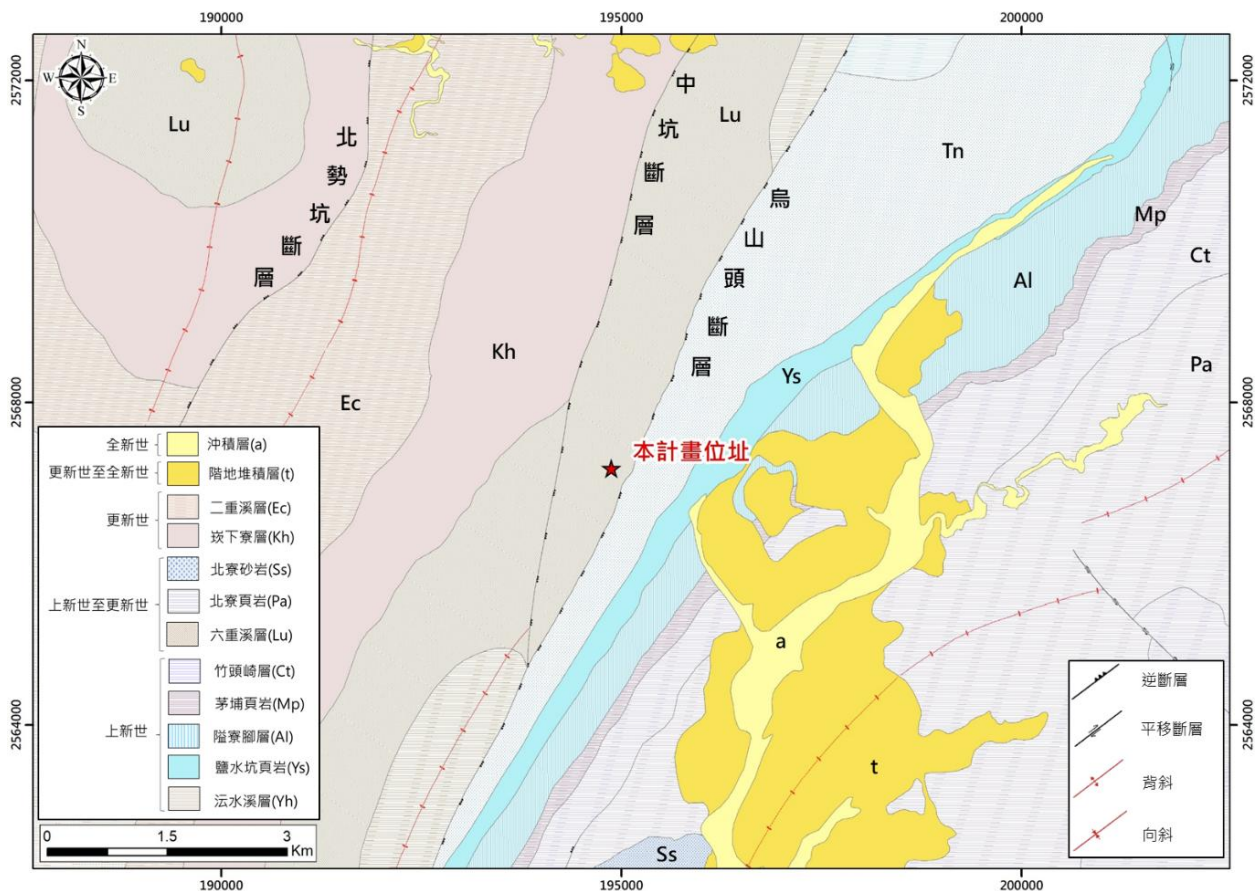 190000
195000
200000
N
W
E
S
2572000
2572000
Lu
北勢坑斷層
中坑斷層
Lu
烏山頭斷層
Tn
Mp
Ct
Al
Kh
Ys
Pa
Ec
2568000
2568000
本計畫位址
全新世
沖積層(a)
更新世至全新世
階地堆積層(t)
更新世
二重溪層(Ec)
崁下寮層(Kh)
上新世至更新世
北寮砂岩(Ss)
北寮頁岩(Pa)
六重溪層(Lu)
上新世
竹頭崎層(Ct)
茅埔頁岩(Mp)
隘寮腳層(Al)
鹽水坑頁岩(Ys)
沄水溪層(Yh)
a
t
Ss
逆斷層
平移斷層
背斜
向斜
2564000
2564000
0
1.5
3
Km
190000
195000
200000